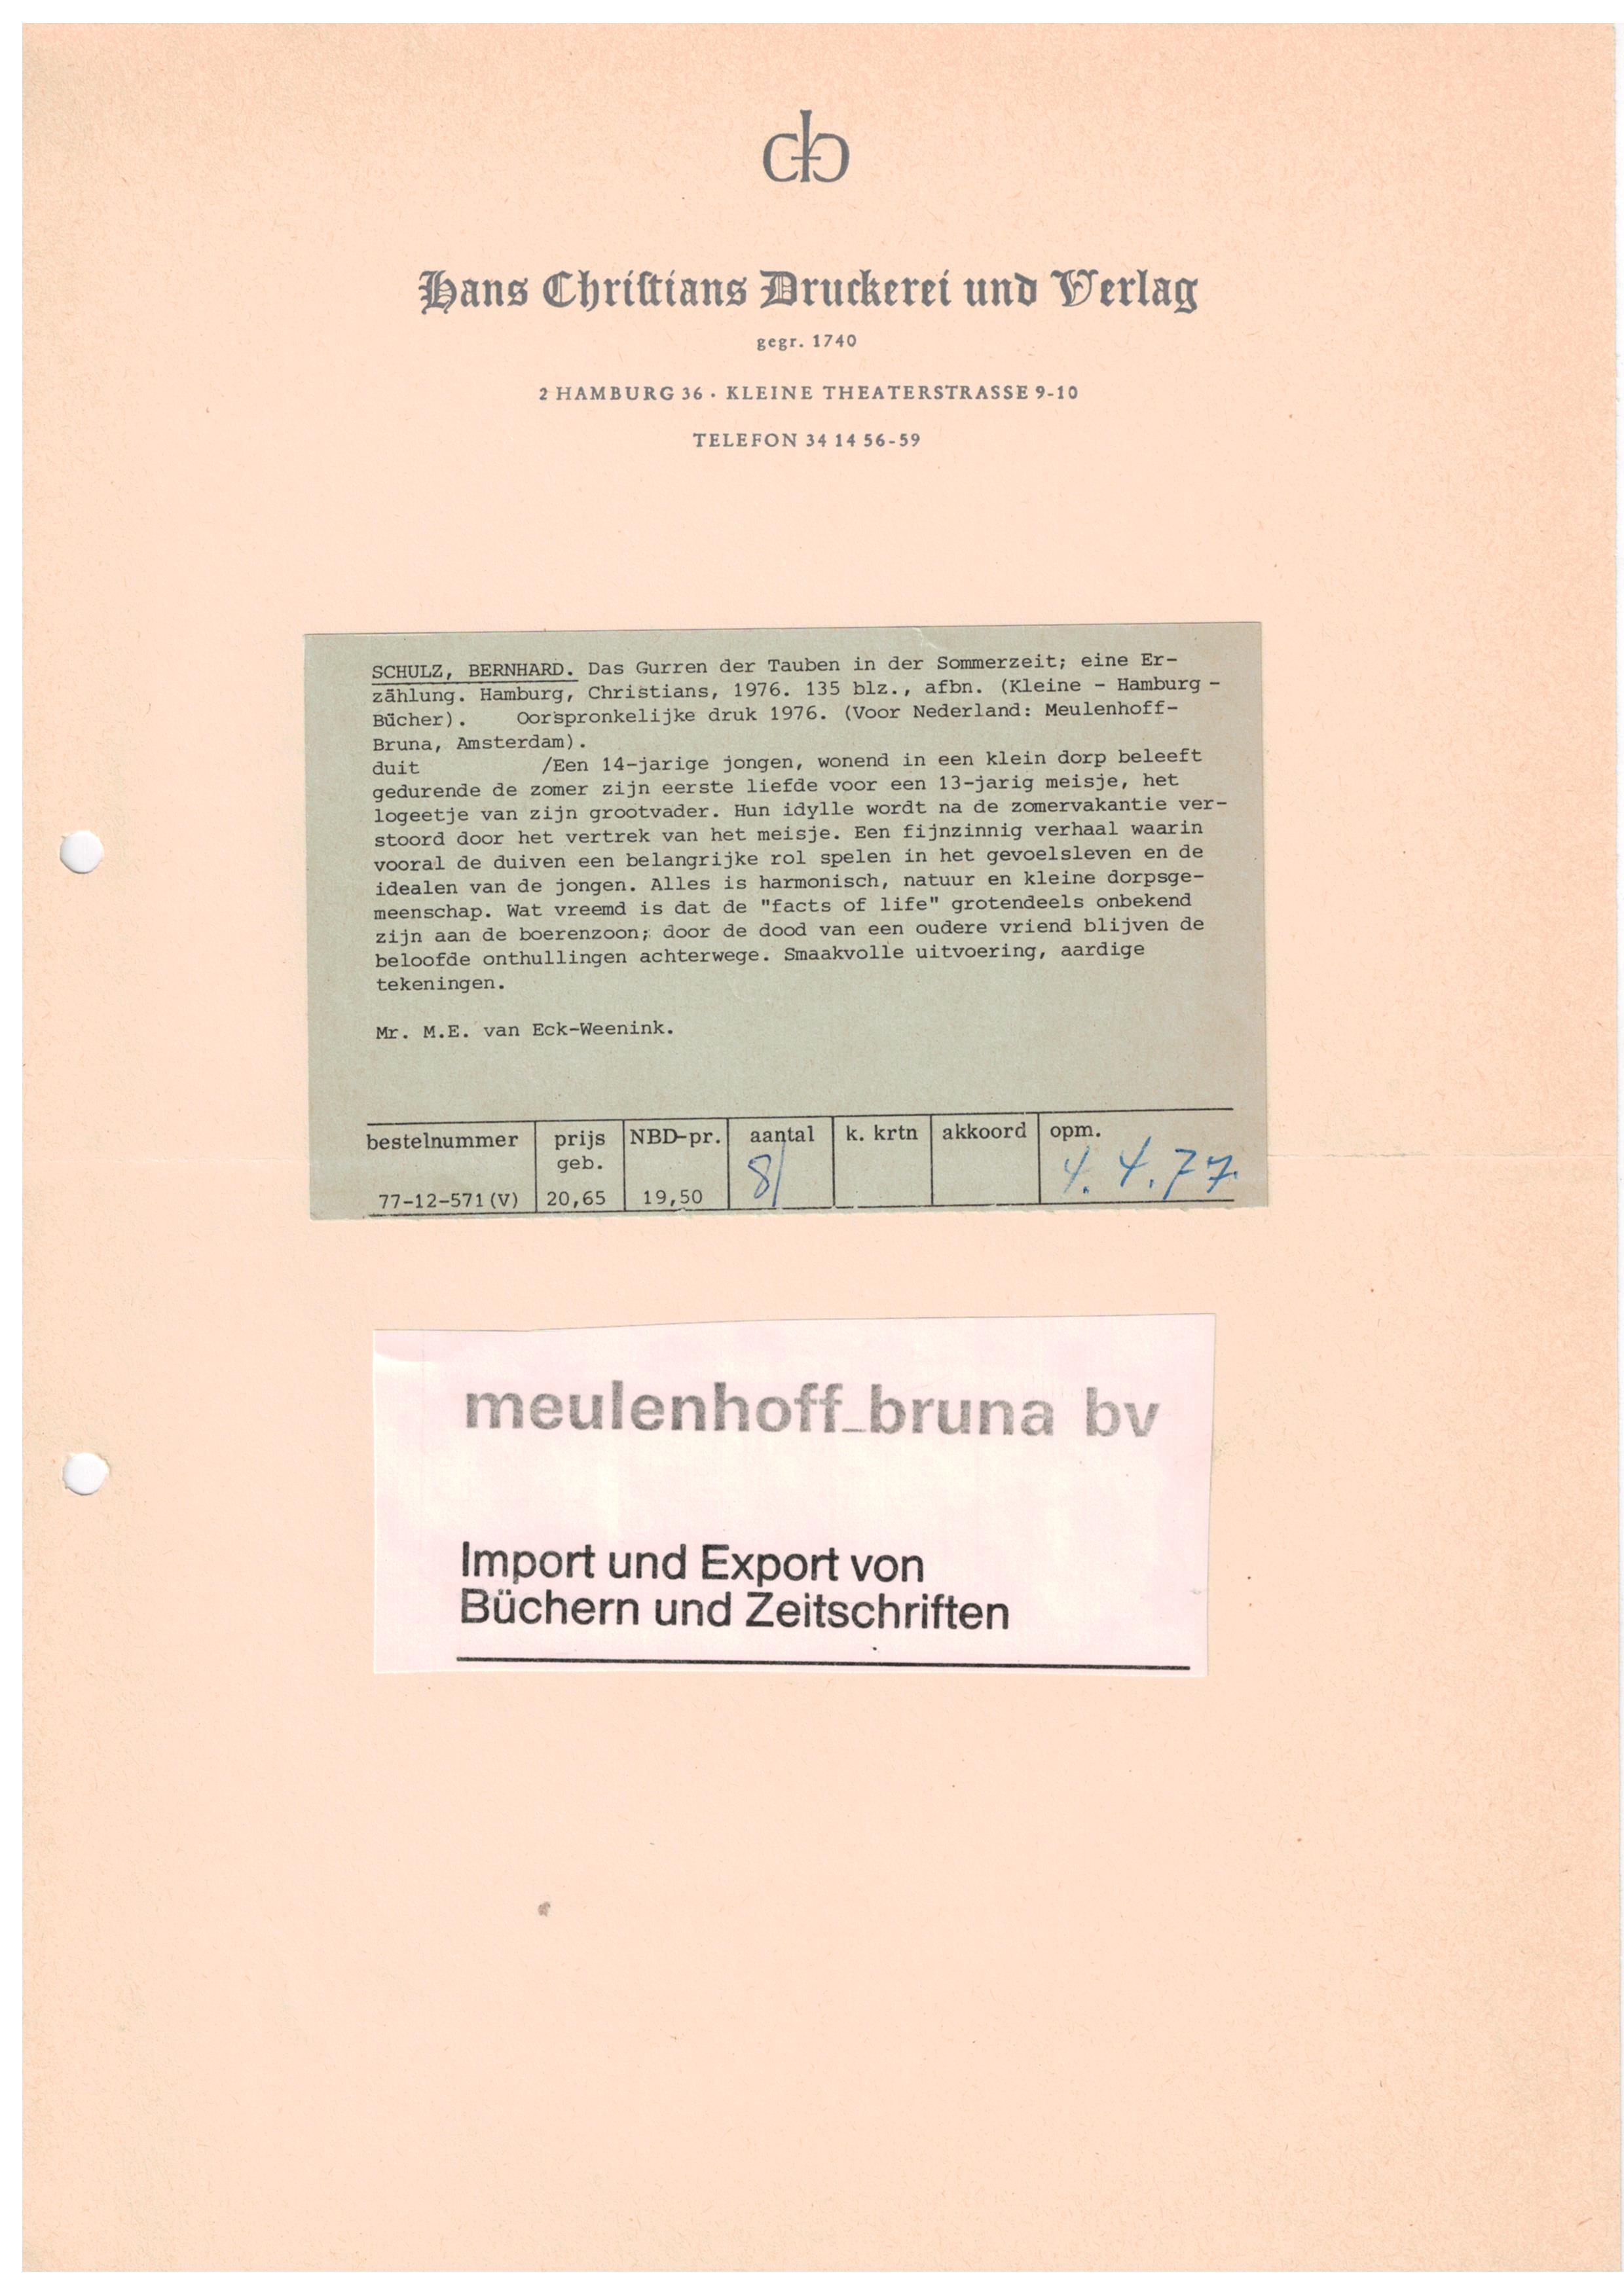 Hans Christians Druckerei und Verlag
gegr. 1740
2 HAMBURG 36 · KLEINE THEATERSTRASSE 9-10
TELEFON 34 14 56-59
SCHULZ, BERNHARD. Das Gurren der Tauben in der Sommerzeit; eine Er-
zählung. Hamburg, Christians, 1976. 135 blz., afbn. (Kleine - Hamburg -
Bücher). Oorspronkelijke druk 1976. (Voor Nederland: Meulenhoff-
Bruna, Amsterdam).
duit /Een 14-jarige jongen, wonend in een klein dorp beleeft
gedurende de zomer zijn eerste liefde voor een 13-jarig meisje, het
logeetje van zijn grootvader. Hun idylle wordt na de zomervakantie ver-
stoord door het vertrek van het meisje. Een fijnzinnig verhaal waarin
vooral de duiven een belangrijke rol spelen in het gevoelsleven en de
idealen van de jongen. Alles is harmonisch, natuur en kleine dorpsge-
meenschap. Wat vreemd is dat de "facts of life" grotendeels onbekend
zijn aan de boerenzoon; door de dood van een oudere vriend blijven de
beloofde onthullingen achterwege. Smaakvolle uitvoering, aardige
tekeningen.
Mr. M.E. van Eck-Weenink.
bestelnummer prijs NBD-pr. aantal k. krtn akkoord opm.
geb.
77-12-571(V) 20,65 19,50 8/ 4.4.77.
meulenhoff_bruna bv
Import und Export von
Büchern und Zeitschriften